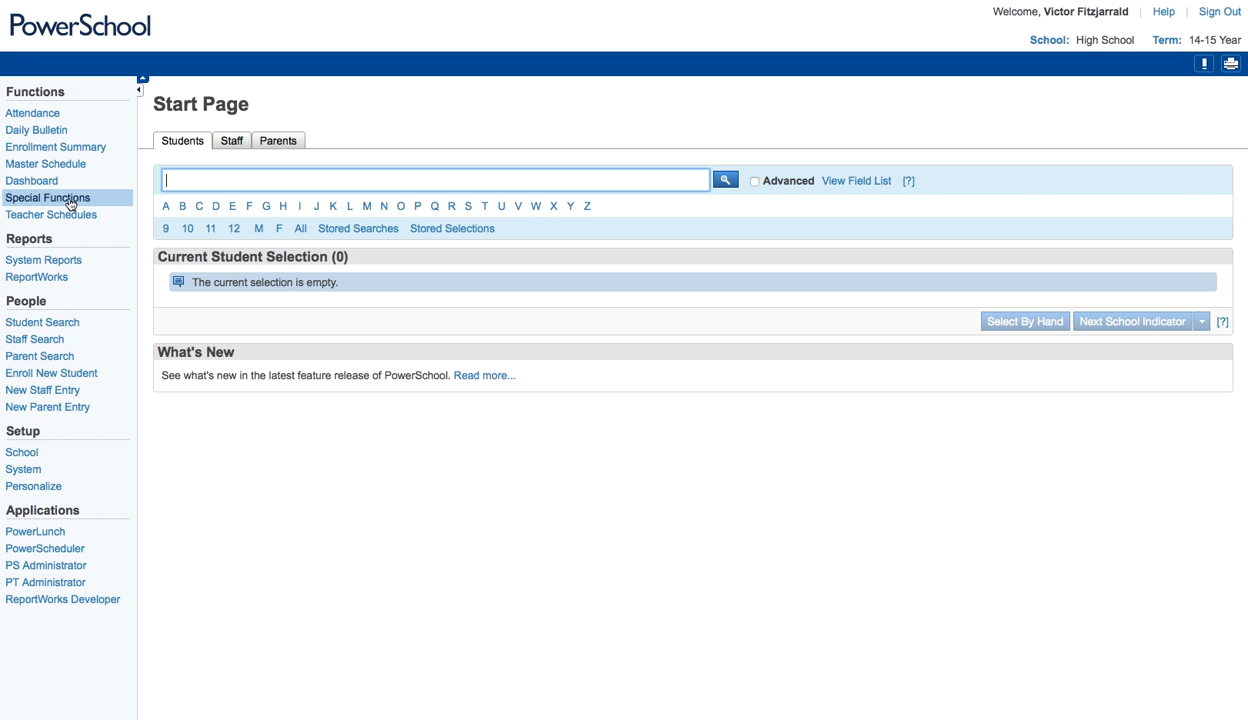 PowerSchool
Welcome, Victor Fitzjarrald Help Sign Out
School: High School Term: 14-15 Year
Functions
Attendance
Daily Bulletin
Enrollment Summary
Master Schedule
Dashboard
Special Functions
Teacher Schedules
Reports
System Reports
ReportWorks
People
Student Search
Staff Search
Parent Search
Enroll New Student
New Staff Entry
New Parent Entry
Setup
School
System
Personalize
Applications
PowerLunch
PowerScheduler
PS Administrator
PT Administrator
ReportWorks Developer
Start Page
Students Staff Parents
Advanced View Field List [?]
A B C D E F G H I J K L M N O P Q R S T U V W X Y Z
9 10 11 12 M F All Stored Searches Stored Selections
Current Student Selection (0)
The current selection is empty.
Select By Hand Next School Indicator [?]
What's New
See what's new in the latest feature release of PowerSchool. Read more...